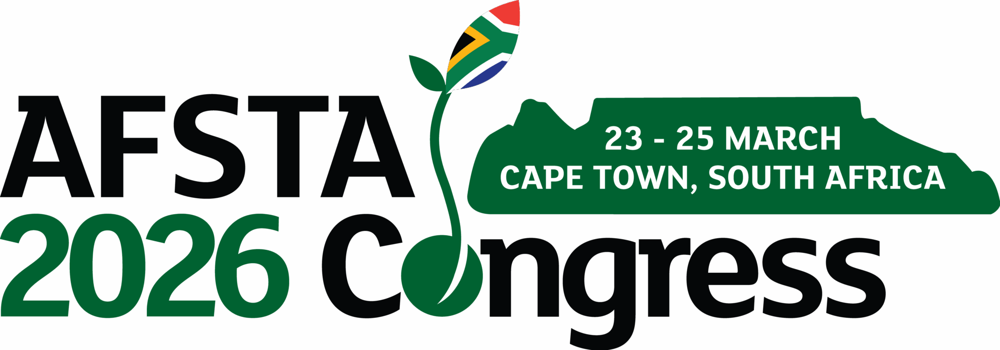 AFSTA
2026 Congress
23 - 25 MARCH
CAPE TOWN, SOUTH AFRICA